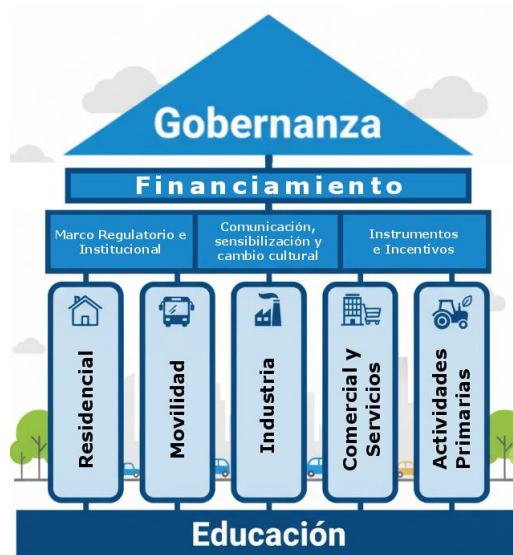 Gobernanza
Financiamiento
Marco Regulatorio e
Institucional
Comunicación,
sensibilización y
cambio cultural
Instrumentos
e Incentivos
Residencial
Movilidad
Industria
Comercial y
Servicios
Actividades
Primarias
Educación